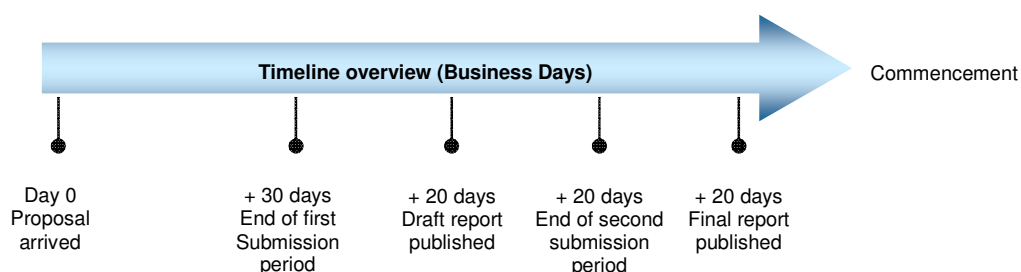 Timeline overview (Business Days)
Commencement
Day 0
Proposal
arrived
+ 30 days
End of first
Submission
period
+ 20 days
Draft report
published
+ 20 days
End of second
submission
period
+ 20 days
Final report
published